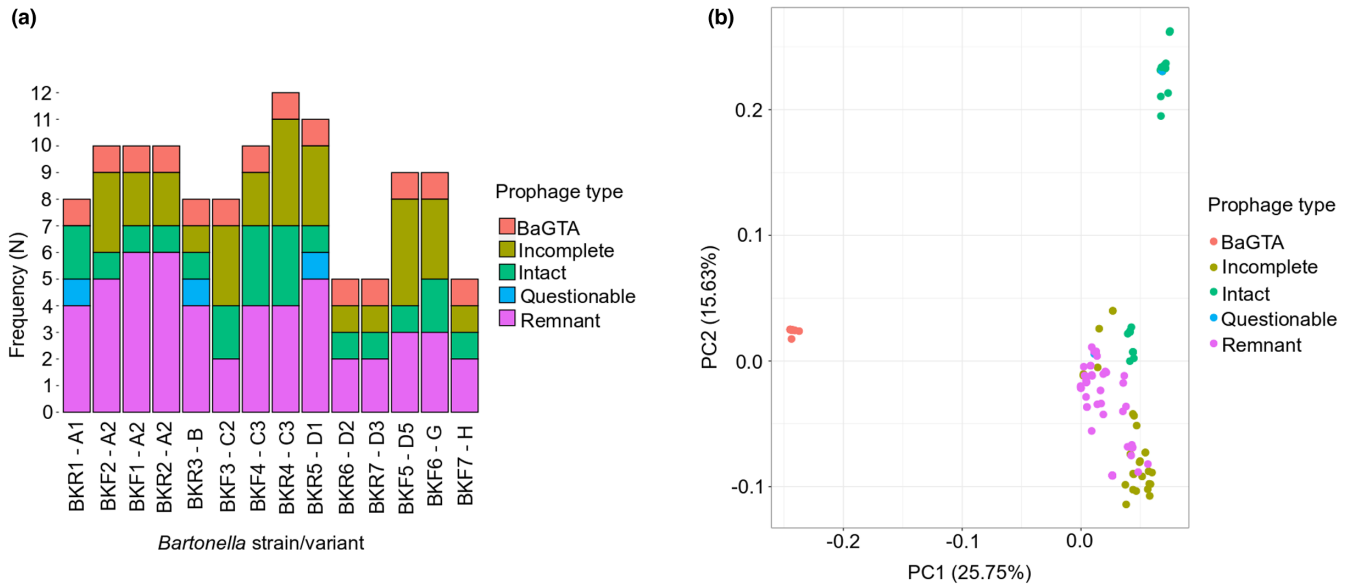 (a)
Frequency (N)
12
11
10
9
8
7
6
5
4
3
2
1
0
BKR1 - A1
BKF2 - A2
BKF1 - A2
BKR2 - A2
BKR3 - B
BKF3 - C2
BKF4 - C3
BKR4 - C3
BKR5 - D1
BKR6 - D2
BKR7 - D3
BKF5 - D5
BKF6 - G
BKF7 - H
Bartonella strain/variant
Prophage type
BaGTA
Incomplete
Intact
Questionable
Remnant
(b)
PC2 (15.63%)
0.2
0.1
0.0
-0.1
-0.2
-0.1
0.0
PC1 (25.75%)
Prophage type
BaGTA
Incomplete
Intact
Questionable
Remnant